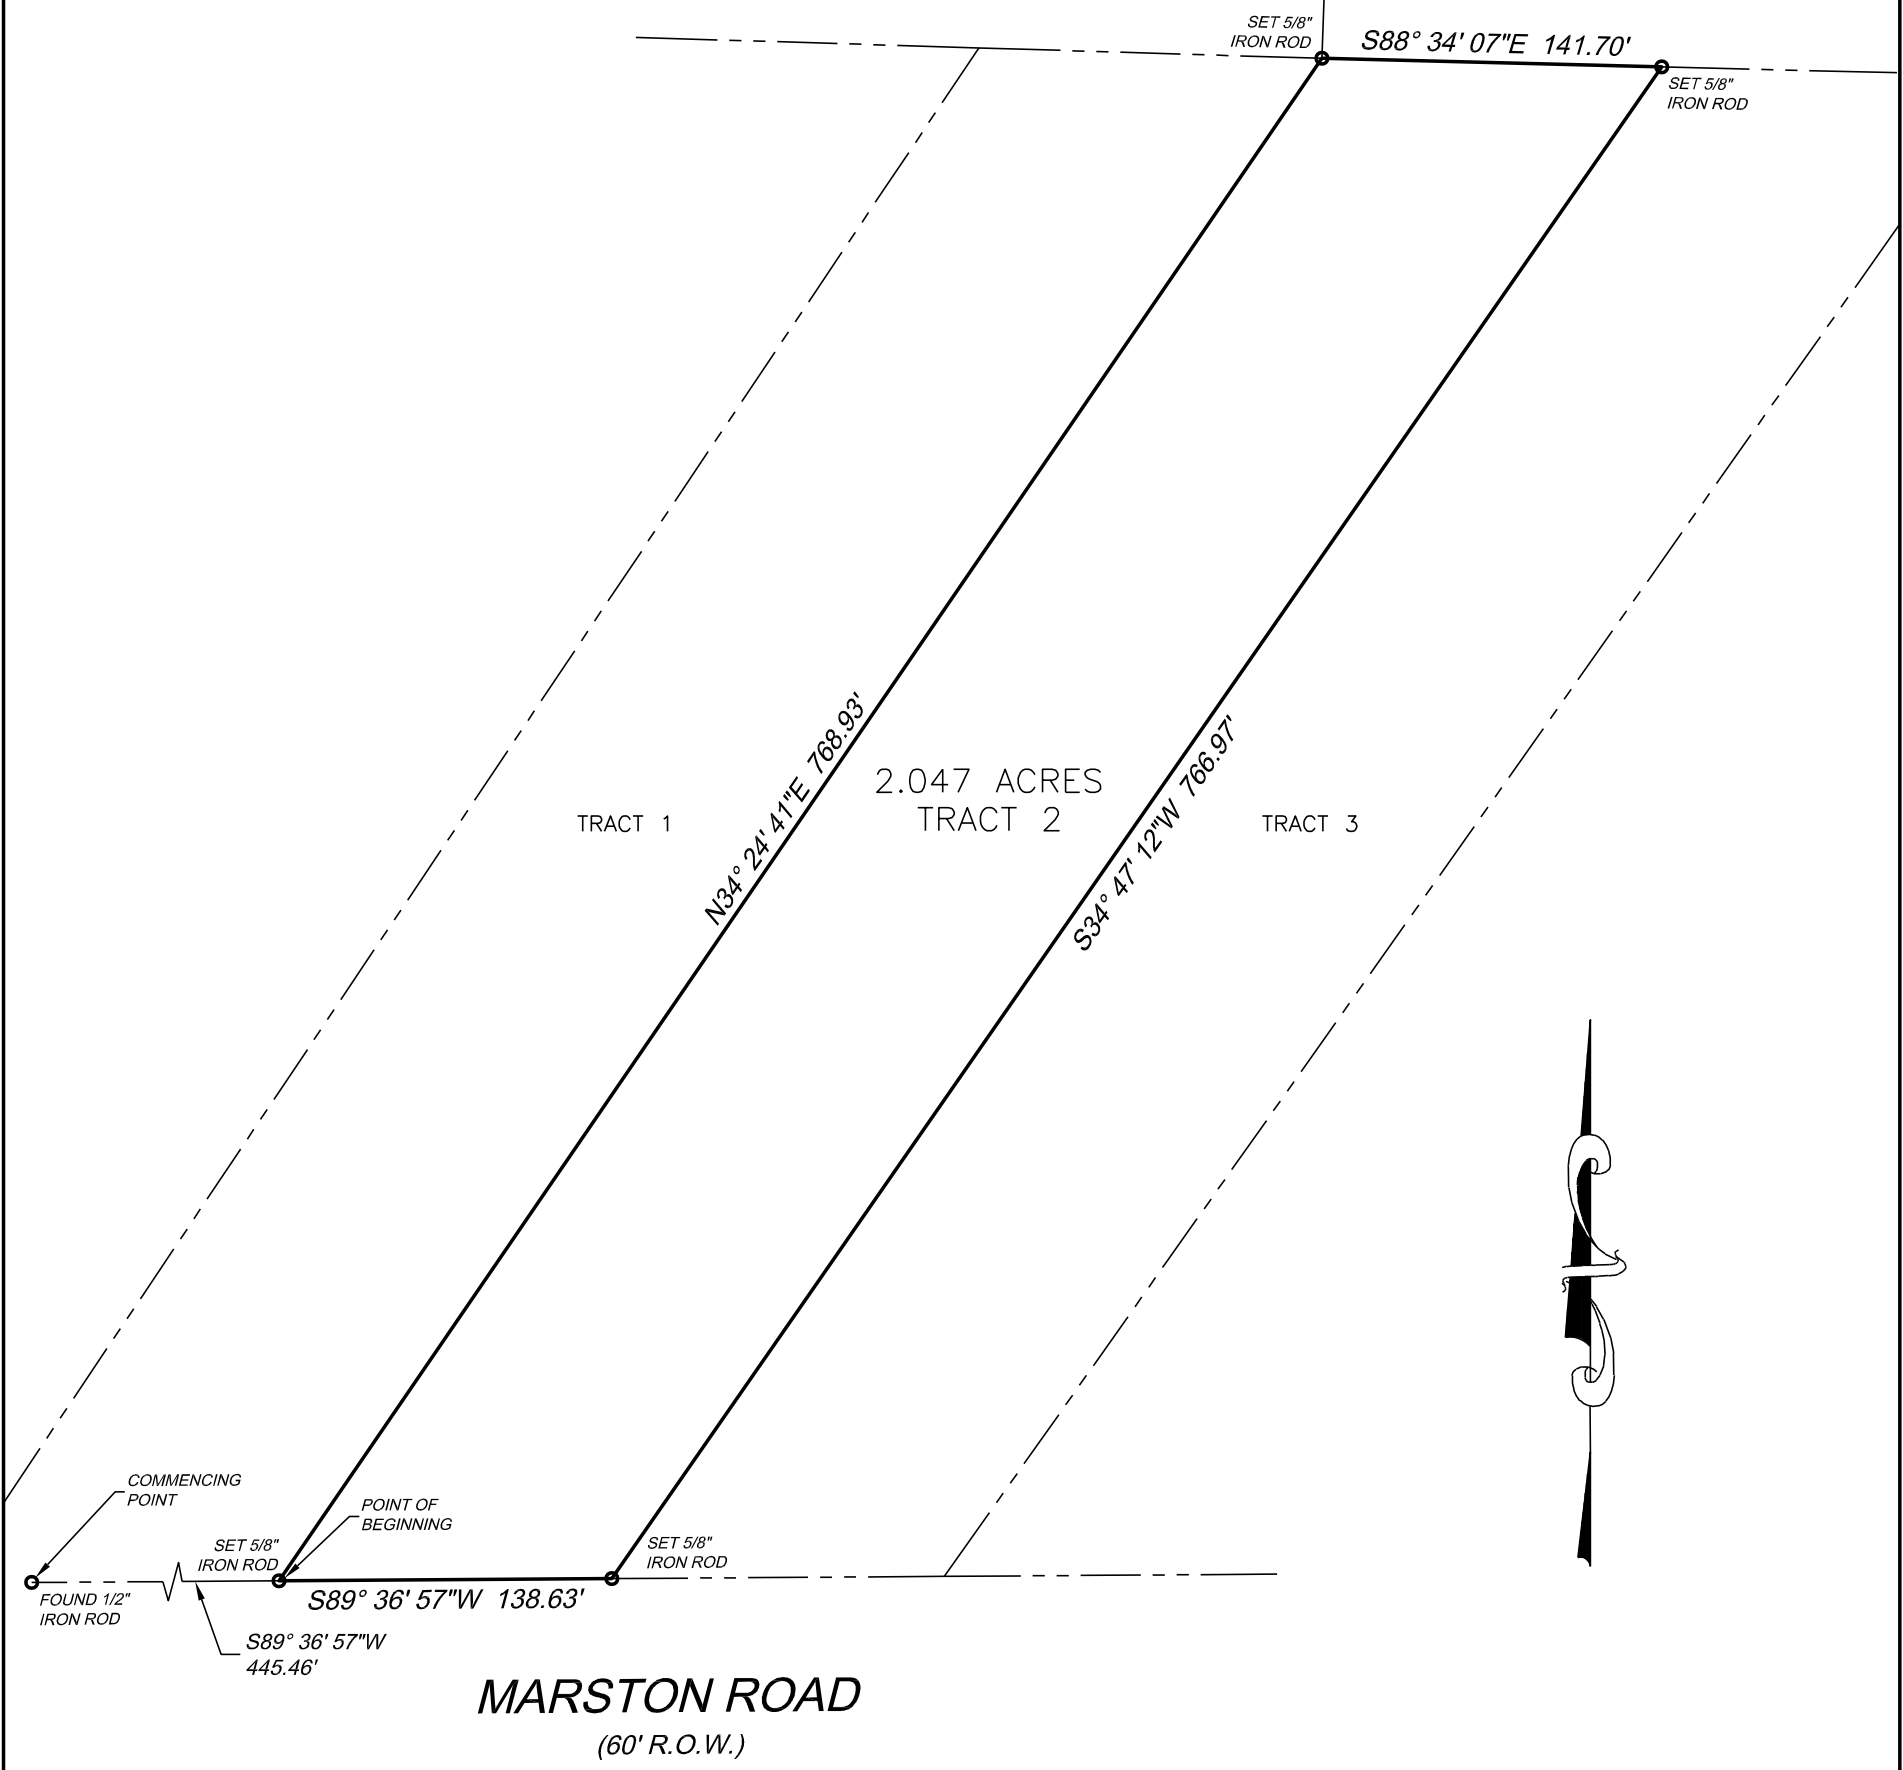 SET 5/8"
IRON ROD
S88° 34' 07"E 141.70'
SET 5/8"
IRON ROD
N34° 24' 41"E 768.93'
2.047 ACRES
TRACT 2
S34° 47' 12"W 766.97'
TRACT 1
TRACT 3
COMMENCING
POINT
POINT OF
BEGINNING
SET 5/8"
IRON ROD
SET 5/8"
IRON ROD
FOUND 1/2"
IRON ROD
S89° 36' 57"W 138.63'
S89° 36' 57"W
445.46'
MARSTON ROAD
(60' R.O.W.)